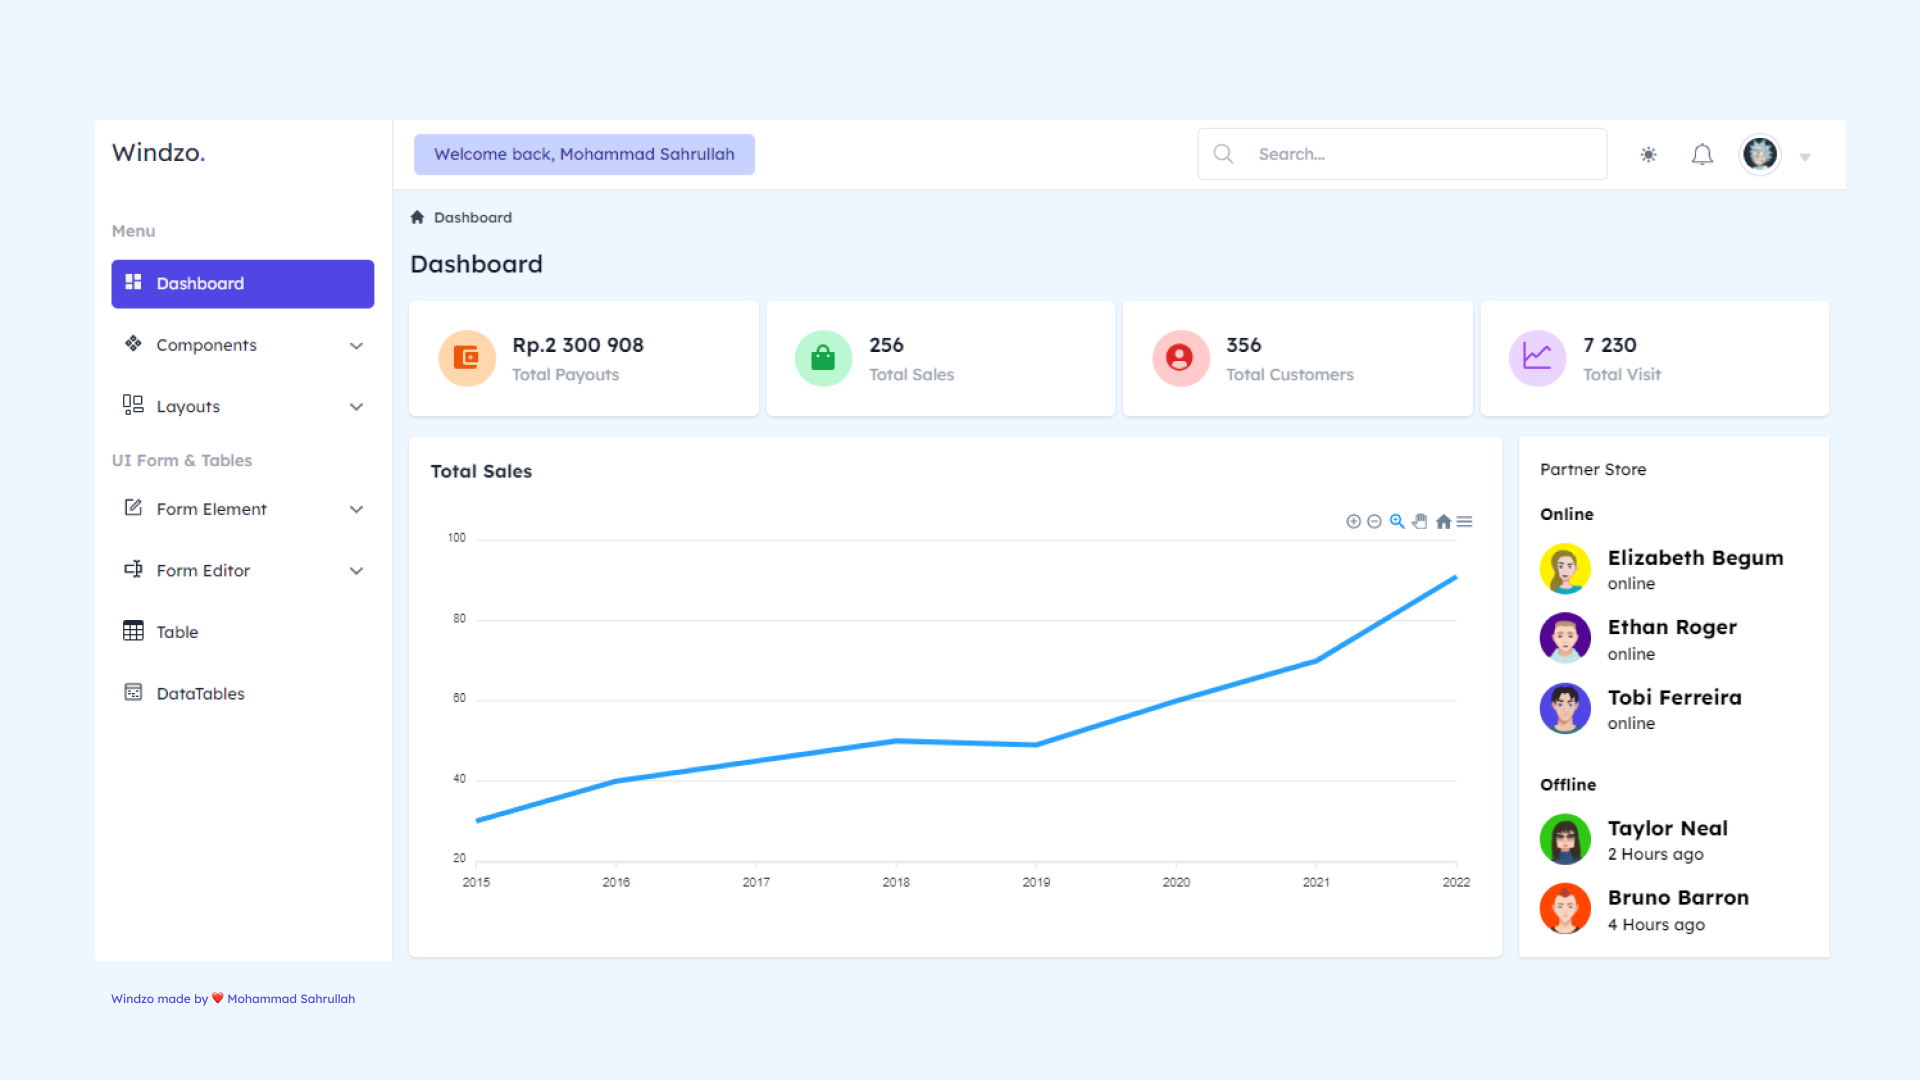 Windzo.
Menu
Dashboard
Components
Layouts
UI Form & Tables
Form Element
Form Editor
Table
DataTables
Welcome back, Mohammad Sahrullah
Search...
Dashboard
Dashboard
Rp.2 300 908
Total Payouts
256
Total Sales
356
Total Customers
7 230
Total Visit
Total Sales
100
80
60
40
20
2015 2016 2017 2018 2019 2020 2021 2022
Partner Store
Online
Elizabeth Begum
online
Ethan Roger
online
Tobi Ferreira
online
Offline
Taylor Neal
2 Hours ago
Bruno Barron
4 Hours ago
Windzo made by ❤️ Mohammad Sahrullah